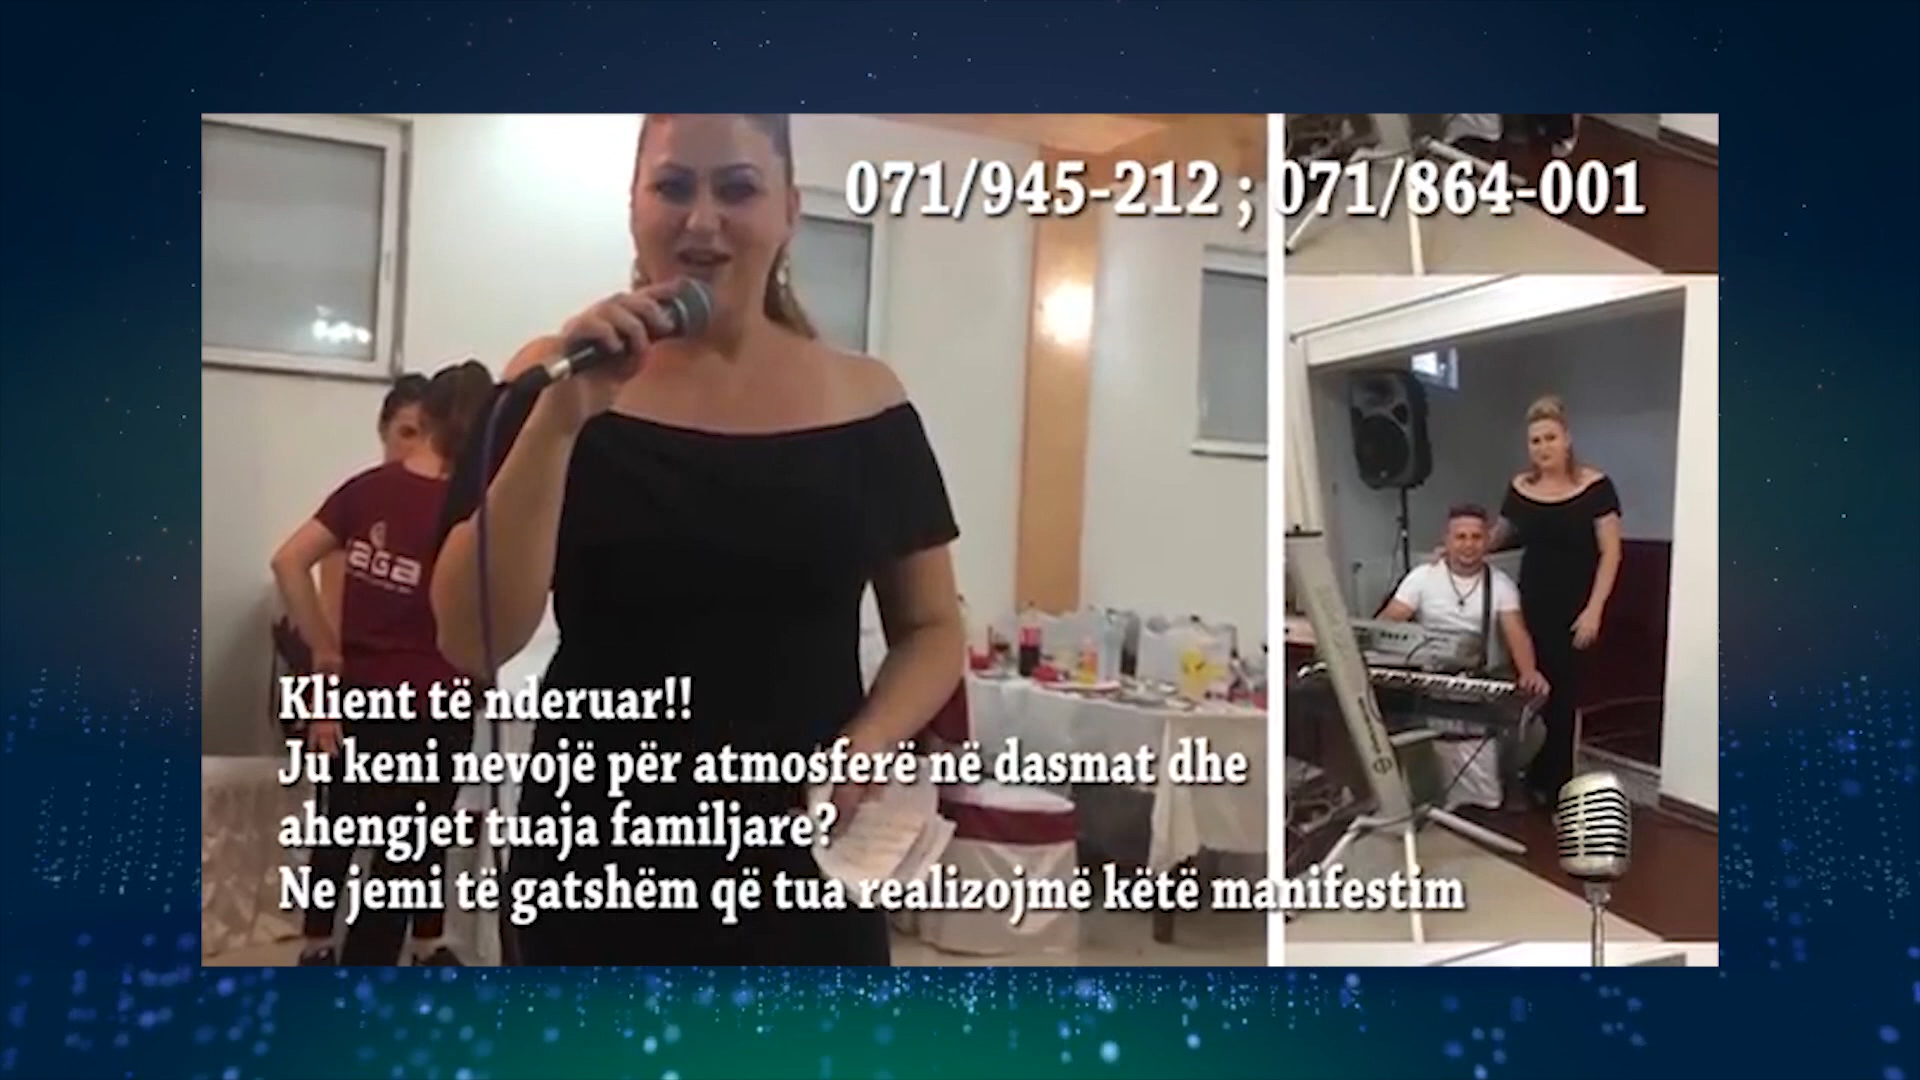 071/945-212 ; 071/864-001
aGa
Klient të nderuar!!
Ju keni nevojë për atmosferë në dasmat dhe
ahengjet tuaja familjare?
Ne jemi të gatshëm që tua realizojmë këtë manifestim